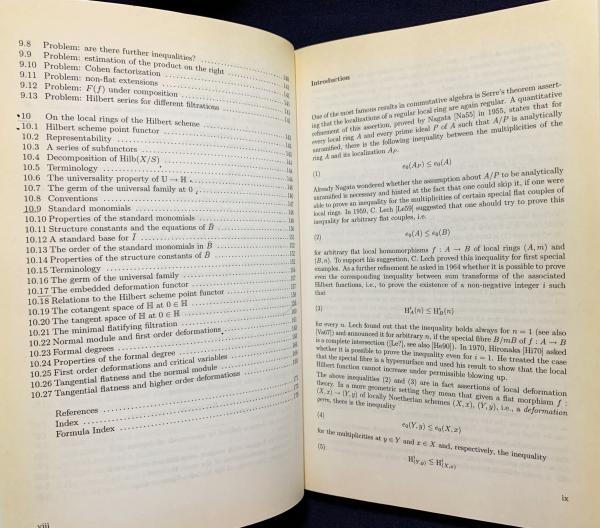 9.8 Problem: are there further inequalities?
9.9 Problem: estimation of the product on the right
9.10 Problem: Cohen factorization
9.11 Problem: non-flat extensions
9.12 Problem: F(f) under composition
9.13 Problem: Hilbert series for different filtrations
10 On the local rings of the Hilbert scheme
10.1 Hilbert scheme point functor
10.2 Representability
10.3 A series of subfunctors
10.4 Decomposition of Hilb(X/S)
10.5 Terminology
10.6 The universality property of U → H
10.7 The germ of the universal family at 0
10.8 Conventions
10.9 Standard monomials
10.10 Properties of the standard monomials
10.11 Structure constants and the equations of B̃
10.12 A standard base for Ĩ
10.13 The order of the standard monomials in B̃
10.14 Properties of the structure constants of B̃
10.15 Terminology
10.16 The germ of the universal family
10.17 The embedded deformation functor
10.18 Relations to the Hilbert scheme point functor
10.19 The cotangent space of H at 0 ∈ H
10.20 The tangent space of H at 0 ∈ H
10.21 The minimal flatifying filtration
10.22 Normal module and first order deformations
10.23 Formal degrees
10.24 Properties of the formal degree
10.25 First order deformations and critical variables
10.26 Tangential flatness and the normal module
10.27 Tangential flatness and higher order deformations
References
Index
Formula Index
viii
Introduction
One of the most famous results in commutative algebra is Serre's theorem assert-
ing that the localizations of a regular local ring are again regular. A quantitative
refinement of this assertion, proved by Nagata [Na55] in 1955, states that for
every local ring A and every prime ideal P of A such that A/P is analytically
unramified, there is the following inequality between the multiplicities of the
ring A and its localization A_P.
(1) e₀(A_P) ≤ e₀(A)
Already Nagata wondered whether the assumption about A/P to be analytically
unramified is necessary and hinted at the fact that one could skip it, if one were
able to prove an inequality for the multiplicities of certain special flat couples of
local rings. In 1959, C. Lech [Le59] suggested that one should try to prove this
inequality for arbitrary flat couples, i.e.
(2) e₀(A) ≤ e₀(B)
for arbitrary flat local homomorphisms f : A → B of local rings (A, m) and
(B, n). To support his suggestion, C. Lech proved this inequality for first special
examples. As a further refinement he asked in 1964 whether it is possible to prove
even the corresponding inequality between sum transforms of the associated
Hilbert functions, i.e., to prove the existence of a non-negative integer i such
that
(3) Hⁱ_A(n) ≤ Hⁱ_B(n)
for every n. Lech found out that the inequality holds always for n = 1 (see also
and announced it for arbitrary n, if the special fibre B/mB of f : A → B
is a complete intersection ([Le?], see also [He90]). In 1970, Hironaka [Hi70] asked
whether it is possible to prove the inequality even for i = 1. He treated the case
that the special fibre is a hypersurface and used his result to show that the local
Hilbert function cannot increase under permissible blowing up.
The above inequalities (2) and (3) are in fact assertions of local deformation
theory. In a more geometric setting they mean that given a flat morphism f :
(X, x) → (Y, y) of locally Noetherian schemes (X, x), (Y, y), i.e., a deformation
germ, there is the inequality
(4) e₀(Y, y) ≤ e₀(X, x)
for the multiplicities at y ∈ Y and x ∈ X and, respectively, the inequality
(5)
ix